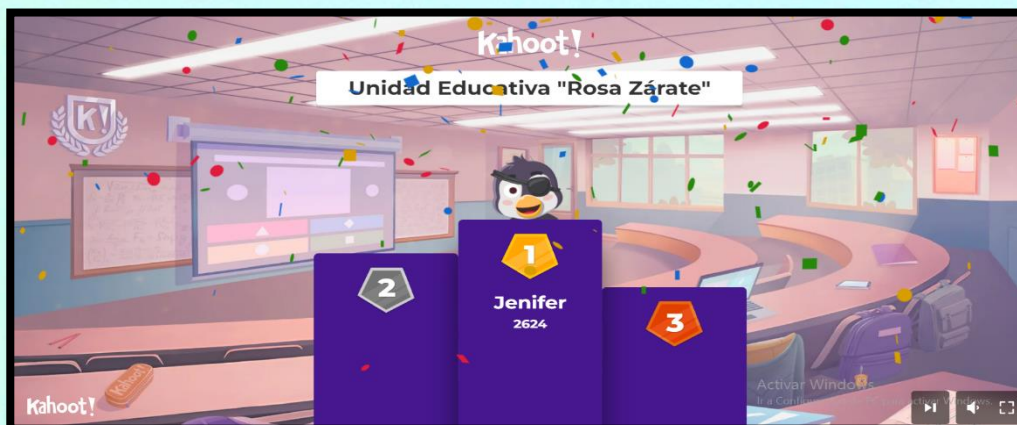 Kahoot!
Unidad Educativa "Rosa Zárate"
K!
1
Jenifer
2624
2
3
Activar Windows
Kahoot!